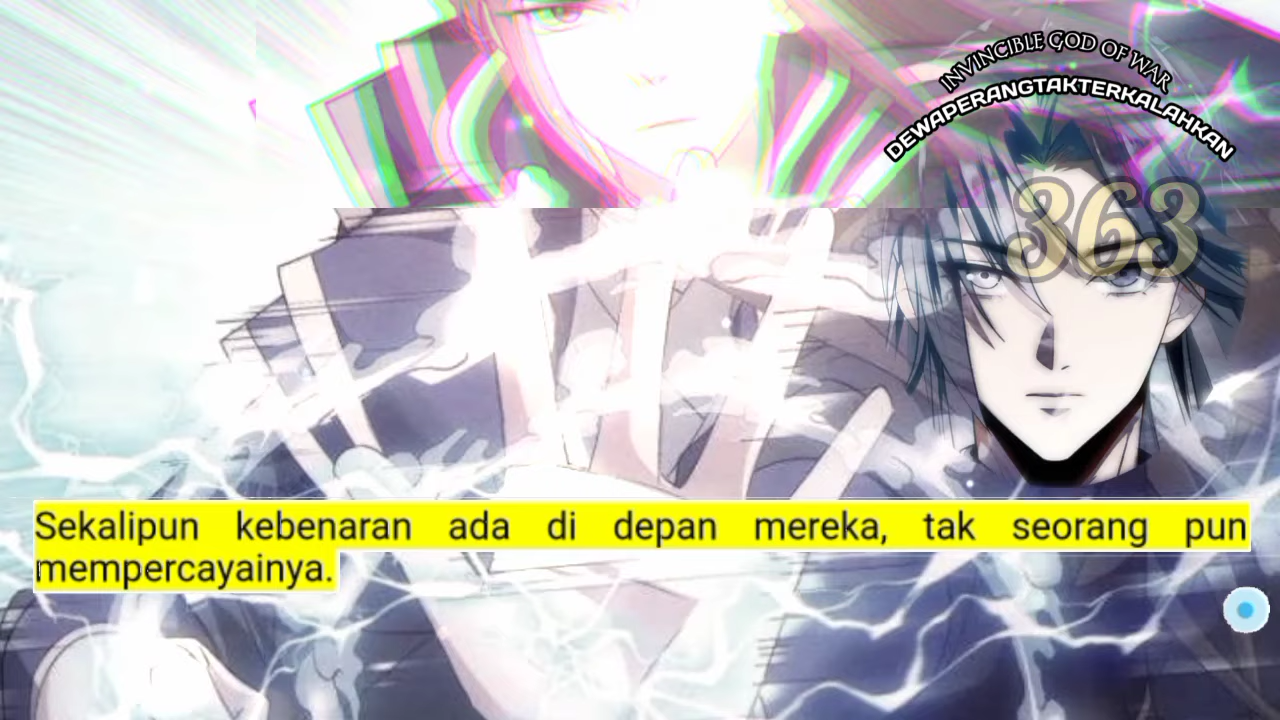 INVINCIBLE GOD OF WAR
DEWAPERANGTAKTERKALAHKAN
363
Sekalipun kebenaran ada di depan mereka, tak seorang pun
mempercayainya.